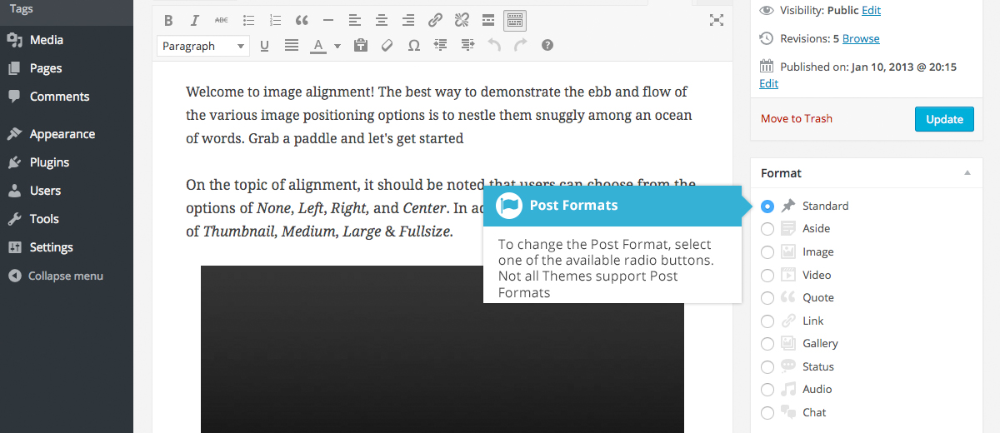 Tags
Media
Pages
Comments
Appearance
Plugins
Users
Tools
Settings
Collapse menu
B I ABC
Paragraph U A Ω ?
Welcome to image alignment! The best way to demonstrate the ebb and flow of
the various image positioning options is to nestle them snuggly among an ocean
of words. Grab a paddle and let's get started
On the topic of alignment, it should be noted that users can choose from the
options of None, Left, Right, and Center. In ad
of Thumbnail, Medium, Large & Fullsize.
Post Formats
To change the Post Format, select
one of the available radio buttons.
Not all Themes support Post
Formats
Visibility: Public Edit
Revisions: 5 Browse
Published on: Jan 10, 2013 @ 20:15
Edit
Move to Trash
Update
Format
Standard
Aside
Image
Video
Quote
Link
Gallery
Status
Audio
Chat